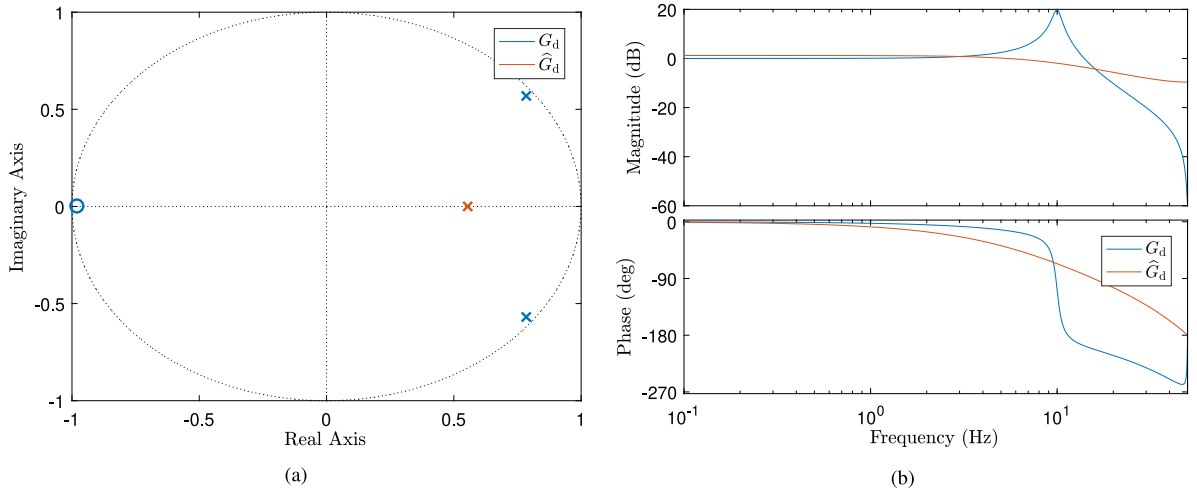 1
0.5
0
-0.5
-1
-1
-0.5
0
0.5
1
Imaginary Axis
Real Axis
G_d
Ĝ_d
(a)
20
0
-20
-40
-60
Magnitude (dB)
0
-90
-180
-270
Phase (deg)
G_d
Ĝ_d
10^-1
10^0
10^1
Frequency (Hz)
(b)